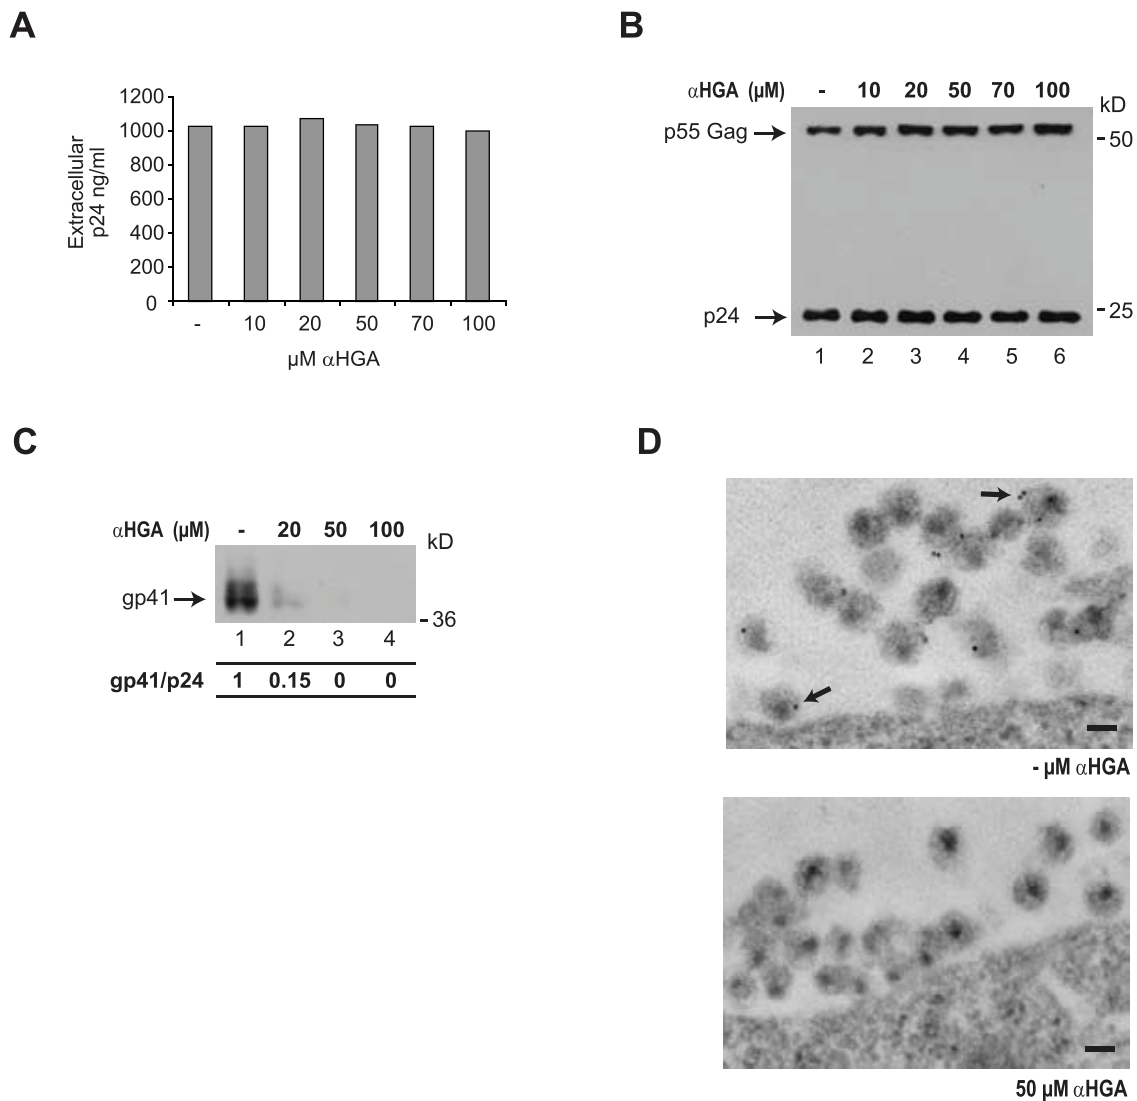 A
Extracellular
p24 ng/ml
1200
1000
800
600
400
200
0
- 10 20 50 70 100
µM αHGA
B
αHGA (µM) - 10 20 50 70 100
kD
p55 Gag
50
p24
25
1 2 3 4 5 6
C
αHGA (µM) - 20 50 100
kD
gp41
36
1 2 3 4
gp41/p24 1 0.15 0 0
D
- µM αHGA
50 µM αHGA